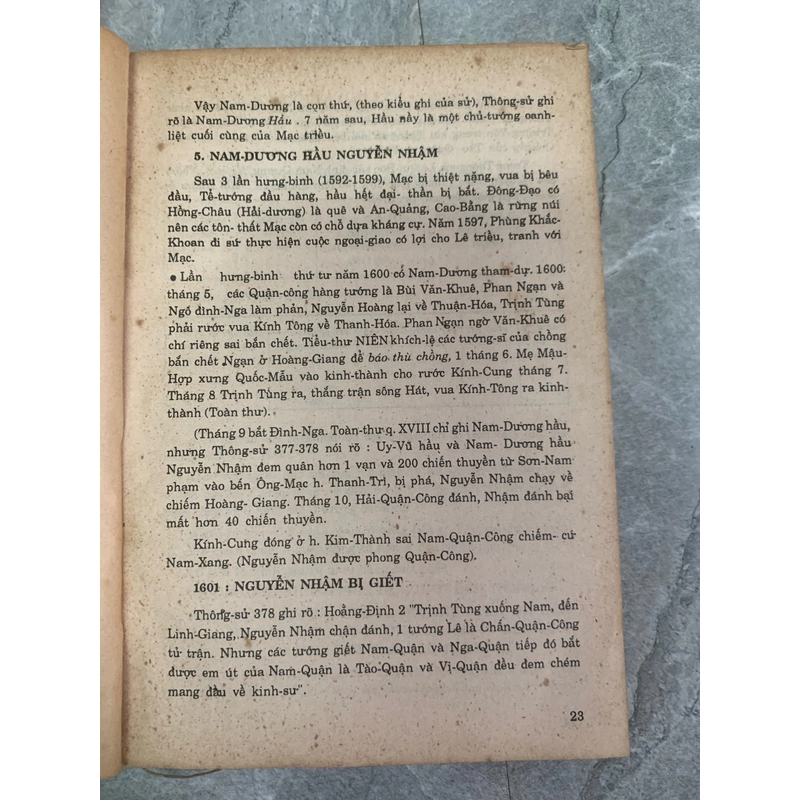 Vậy Nam-Dương là con thứ, (theo kiểu ghi của sử), Thông-sử ghi
rõ là Nam-Dương Hầu . 7 năm sau, Hầu nầy là một chủ-tướng oanh-
liệt cuối cùng của Mạc triều.
5. NAM-DƯƠNG HẦU NGUYỄN NHẬM
Sau 3 lần hưng-binh (1592-1599), Mạc bị thiệt nặng, vua bị bêu
đầu, Tể-tướng đầu hàng, hầu hết đại- thần bị bắt. Đông-Đạo có
Hồng-Châu (Hải-dương) là quê và An-Quảng, Cao-Bằng là rừng núi
nên các tôn- thất Mạc còn có chỗ dựa kháng cự. Năm 1597, Phùng Khắc-
Khoan đi sứ thực hiện cuộc ngoại-giao có lợi cho Lê triều, tranh với
Mạc.
• Lần hưng-binh thứ tư năm 1600 có Nam-Dương tham-dự. 1600:
tháng 5, các Quận-công hàng tướng là Bùi Văn-Khuê, Phan Ngạn và
Ngô đình-Nga làm phản, Nguyễn Hoàng lại về Thuận-Hóa, Trịnh Tùng
phải rước vua Kính Tông về Thanh-Hóa. Phan Ngạn ngờ Văn-Khuê có
chí riêng sai bắn chết. Tiểu-thư NIÊN khích-lệ các tướng-sĩ của chồng
bắn chết Ngạn ở Hoàng-Giang để báo thù chồng, 1 tháng 6. Mẹ Mậu-
Hợp xưng Quốc-Mẫu vào kinh-thành cho rước Kính-Cung tháng 7.
Tháng 8 Trịnh Tùng ra, thắng trận sông Hát, vua Kính-Tông ra kinh-
thành (Toàn thư).
(Tháng 9 bắt Đình-Nga. Toàn-thư q. XVIII chỉ ghi Nam-Dương hầu,
nhưng Thông-sử 377-378 nói rõ : Uy-Vũ hầu và Nam- Dương hầu
Nguyễn Nhậm đem quân hơn 1 vạn và 200 chiến thuyền từ Sơn-Nam
phạm vào bến Ông-Mạc h. Thanh-Trì, bị phá, Nguyễn Nhậm chạy về
chiếm Hoàng- Giang. Tháng 10, Hải-Quận-Công đánh, Nhậm đánh bại
mất hơn 40 chiến thuyền.
Kính-Cung đóng ở h. Kim-Thành sai Nam-Quận-Công chiếm- cứ
Nam-Xang. (Nguyễn Nhậm được phong Quận-Công).
1601 : NGUYỄN NHẬM BỊ GIẾT
Thông-sử 378 ghi rõ : Hoằng-Định 2 "Trịnh Tùng xuống Nam, đến
Linh-Giang, Nguyễn Nhậm chận đánh, 1 tướng Lê là Chấn-Quận-Công
tử trận. Nhưng các tướng giết Nam-Quận và Nga-Quận tiếp đó bắt
được em út của Nam-Quận là Tào-Quận và Vị-Quận đều đem chém
mang đầu về kinh-sư".
23